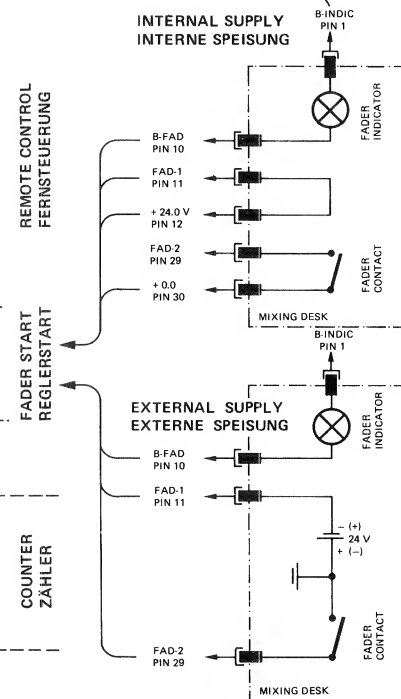 INTERNAL SUPPLY
INTERNE SPEISUNG
B-INDIC
PIN 1
FADER
INDICATOR
REMOTE CONTROL
FERNSTEUERUNG
B-FAD
PIN 10
FAD-1
PIN 11
+ 24.0 V
PIN 12
FAD-2
PIN 29
+ 0.0
PIN 30
FADER
CONTACT
MIXING DESK
FADER START
REGLERSTART
B-INDIC
PIN 1
EXTERNAL SUPPLY
EXTERNE SPEISUNG
FADER
INDICATOR
B-FAD
PIN 10
FAD-1
PIN 11
– (+)
24 V
+ (–)
COUNTER
ZÄHLER
FAD-2
PIN 29
FADER
CONTACT
MIXING DESK